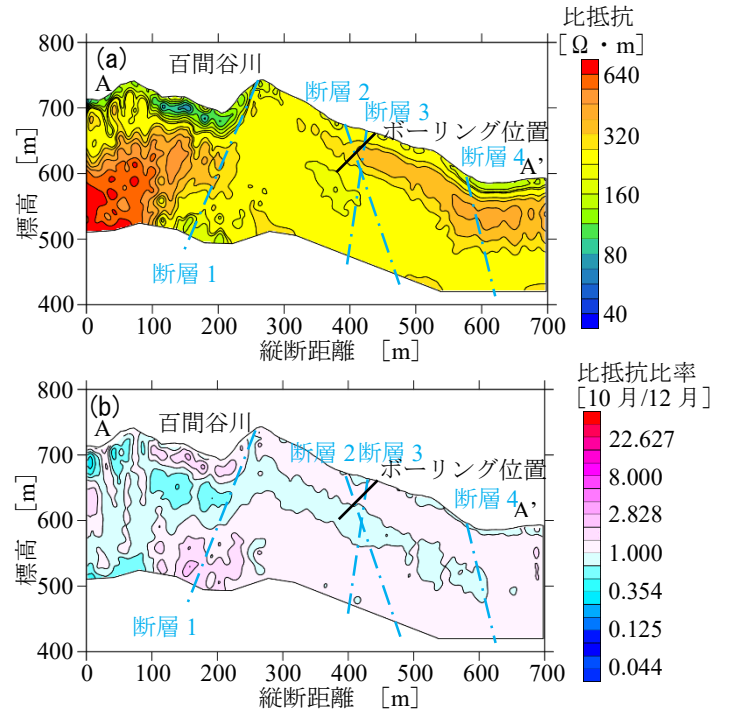 比抵抗
[Ω・m]
(a)
A
百間谷川
断層 2
断層 3
ボーリング位置
断層 4
A'
断層 1
標高 [m]
800
700
600
500
400
0 100 200 300 400 500 600 700
縦断距離 [m]
640
320
160
80
40
比抵抗比率
[10 月/12 月]
(b)
A
百間谷川
断層 2 断層 3
ボーリング位置
断層 4
A'
断層 1
標高 [m]
800
700
600
500
400
0 100 200 300 400 500 600 700
縦断距離 [m]
22.627
8.000
2.828
1.000
0.354
0.125
0.044